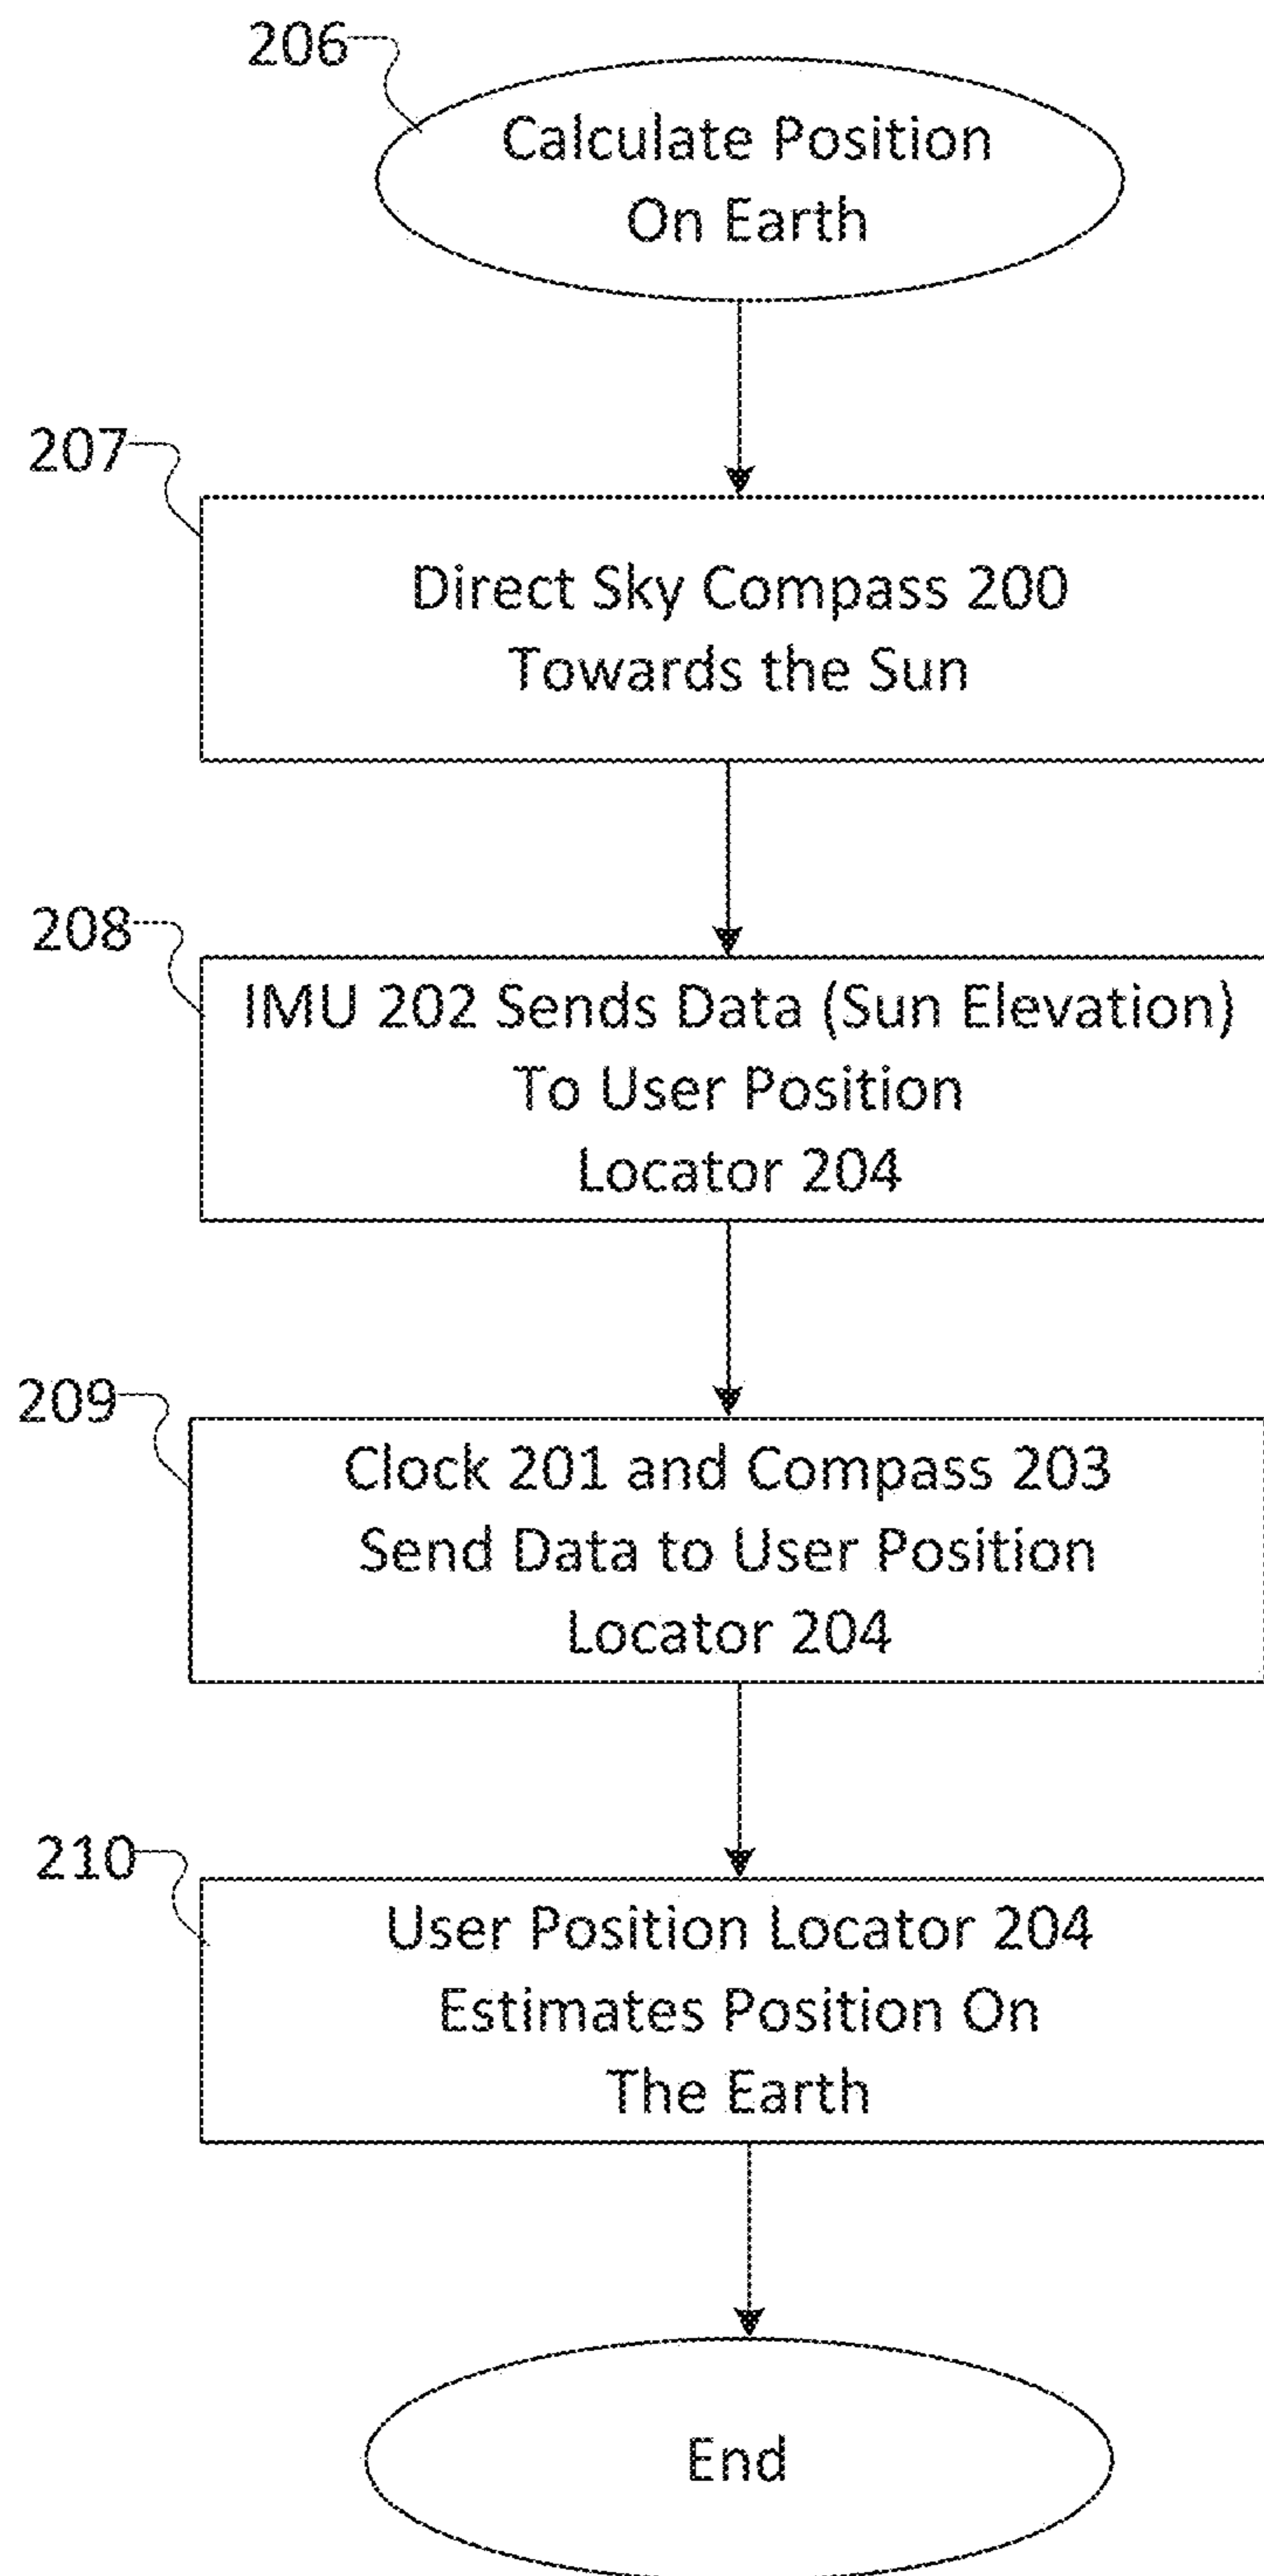 206
Calculate Position
On Earth
207
Direct Sky Compass 200
Towards the Sun
208
IMU 202 Sends Data (Sun Elevation)
To User Position
Locator 204
209
Clock 201 and Compass 203
Send Data to User Position
Locator 204
210
User Position Locator 204
Estimates Position On
The Earth
End